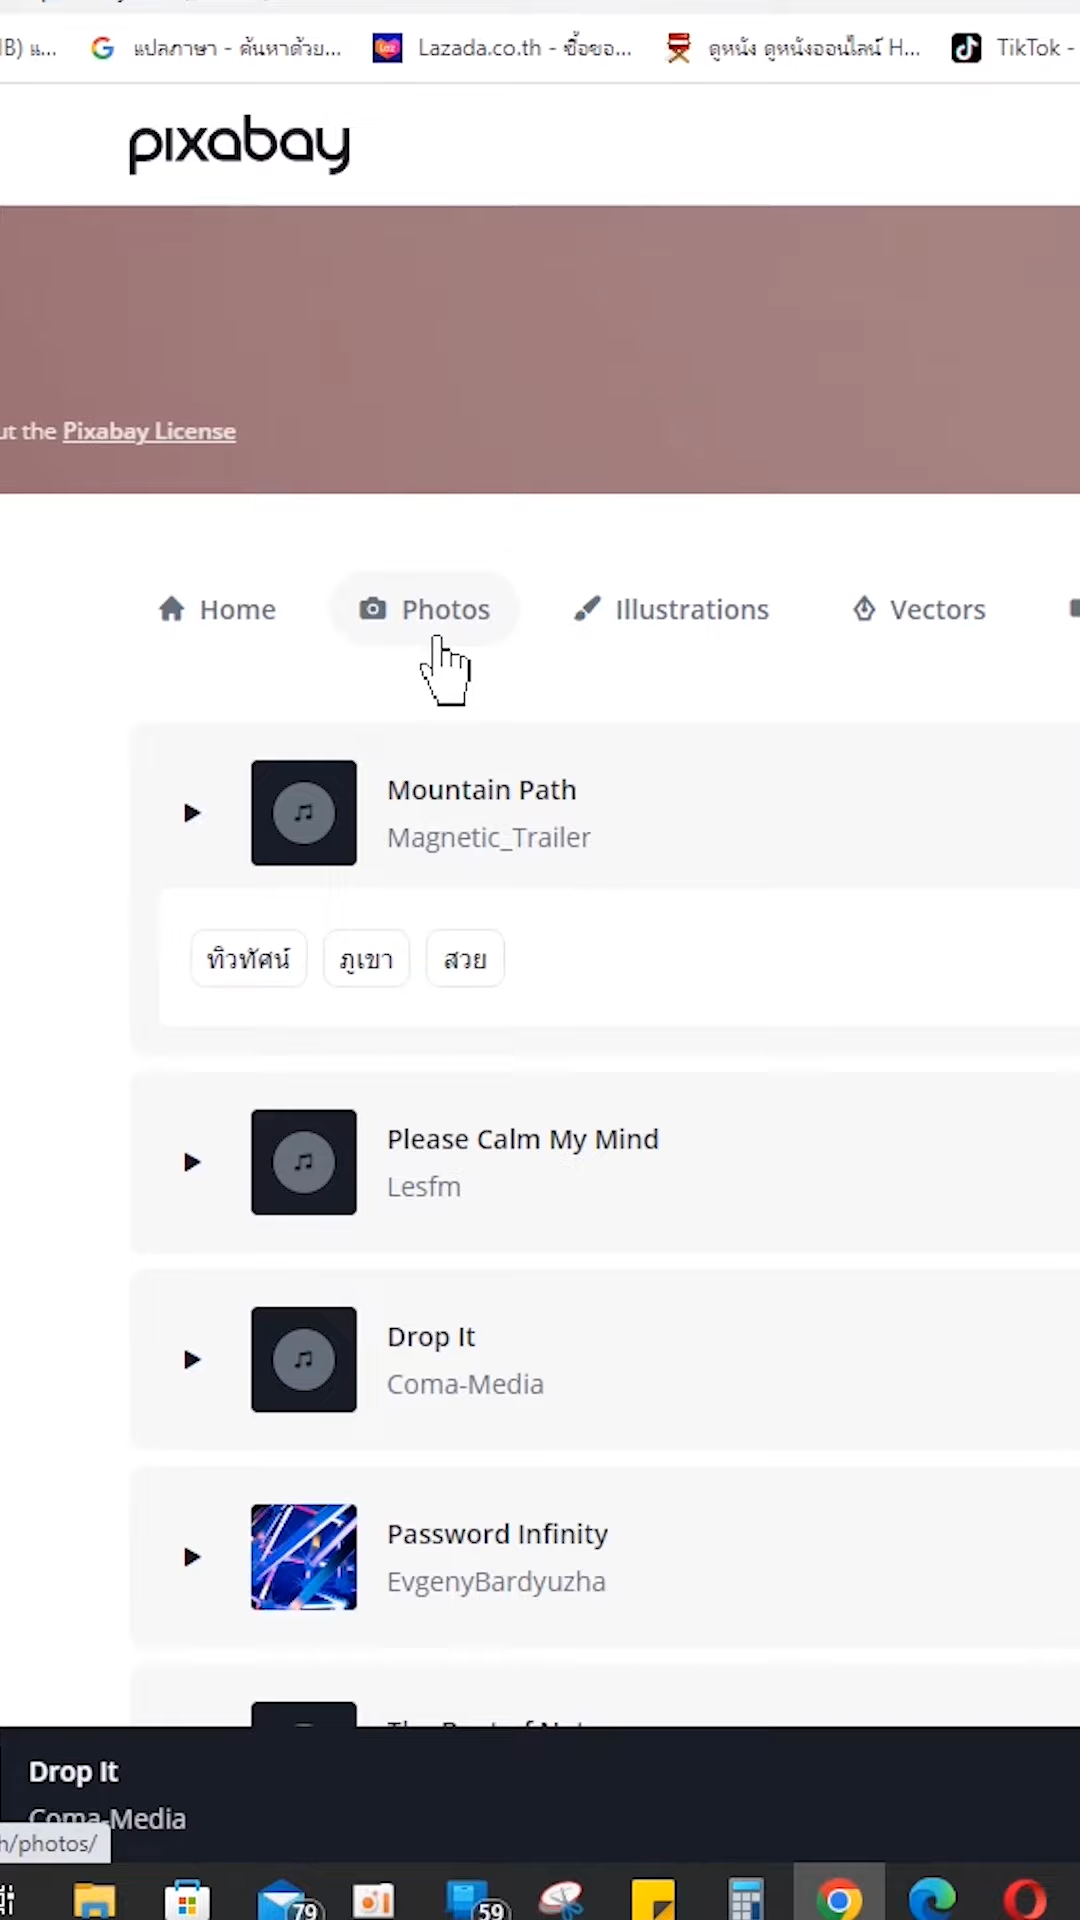 IB) แ...
แปลภาษา - ค้นหาด้วย...
Lazada.co.th - ซื้อขอ...
ดูหนัง ดูหนังออนไลน์ H...
TikTok -
pixabay
ut the Pixabay License
Home
Photos
Illustrations
Vectors
Mountain Path
Magnetic_Trailer
ทิวทัศน์
ภูเขา
สวย
Please Calm My Mind
Lesfm
Drop It
Coma-Media
Password Infinity
EvgenyBardyuzha
Drop It
Coma-Media
h/photos/
79
59